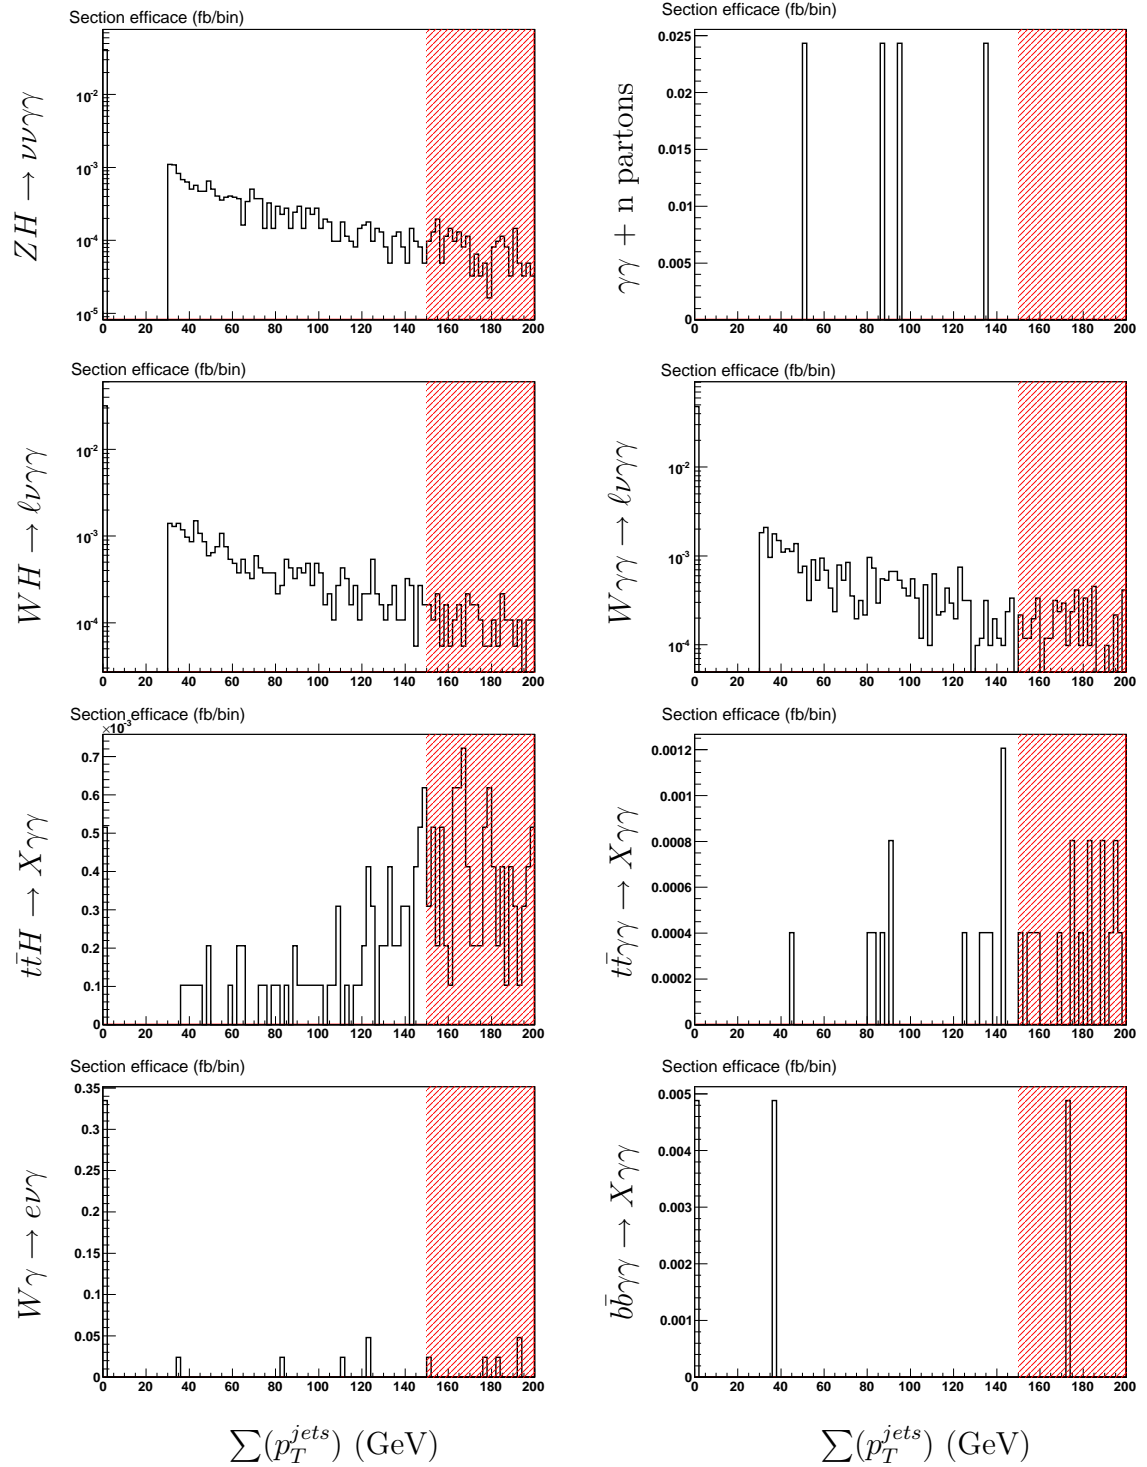 Section efficace (fb/bin)
ZH → ννγγ
10⁻²
10⁻³
10⁻⁴
10⁻⁵
0 20 40 60 80 100 120 140 160 180 200
Section efficace (fb/bin)
γγ + n partons
0.025
0.02
0.015
0.01
0.005
0
0 20 40 60 80 100 120 140 160 180 200
Section efficace (fb/bin)
WH → ℓνγγ
10⁻²
10⁻³
10⁻⁴
0 20 40 60 80 100 120 140 160 180 200
Section efficace (fb/bin)
Wγγ → ℓνγγ
10⁻²
10⁻³
10⁻⁴
0 20 40 60 80 100 120 140 160 180 200
Section efficace (fb/bin)
×10⁻³
tt̄H → Xγγ
0.7
0.6
0.5
0.4
0.3
0.2
0.1
0
0 20 40 60 80 100 120 140 160 180 200
Section efficace (fb/bin)
tt̄γγ → Xγγ
0.0012
0.001
0.0008
0.0006
0.0004
0.0002
0
0 20 40 60 80 100 120 140 160 180 200
Section efficace (fb/bin)
Wγ → eνγ
0.35
0.3
0.25
0.2
0.15
0.1
0.05
0
0 20 40 60 80 100 120 140 160 180 200
∑(p_T^{jets}) (GeV)
Section efficace (fb/bin)
bb̄γγ → Xγγ
0.005
0.004
0.003
0.002
0.001
0
0 20 40 60 80 100 120 140 160 180 200
∑(p_T^{jets}) (GeV)